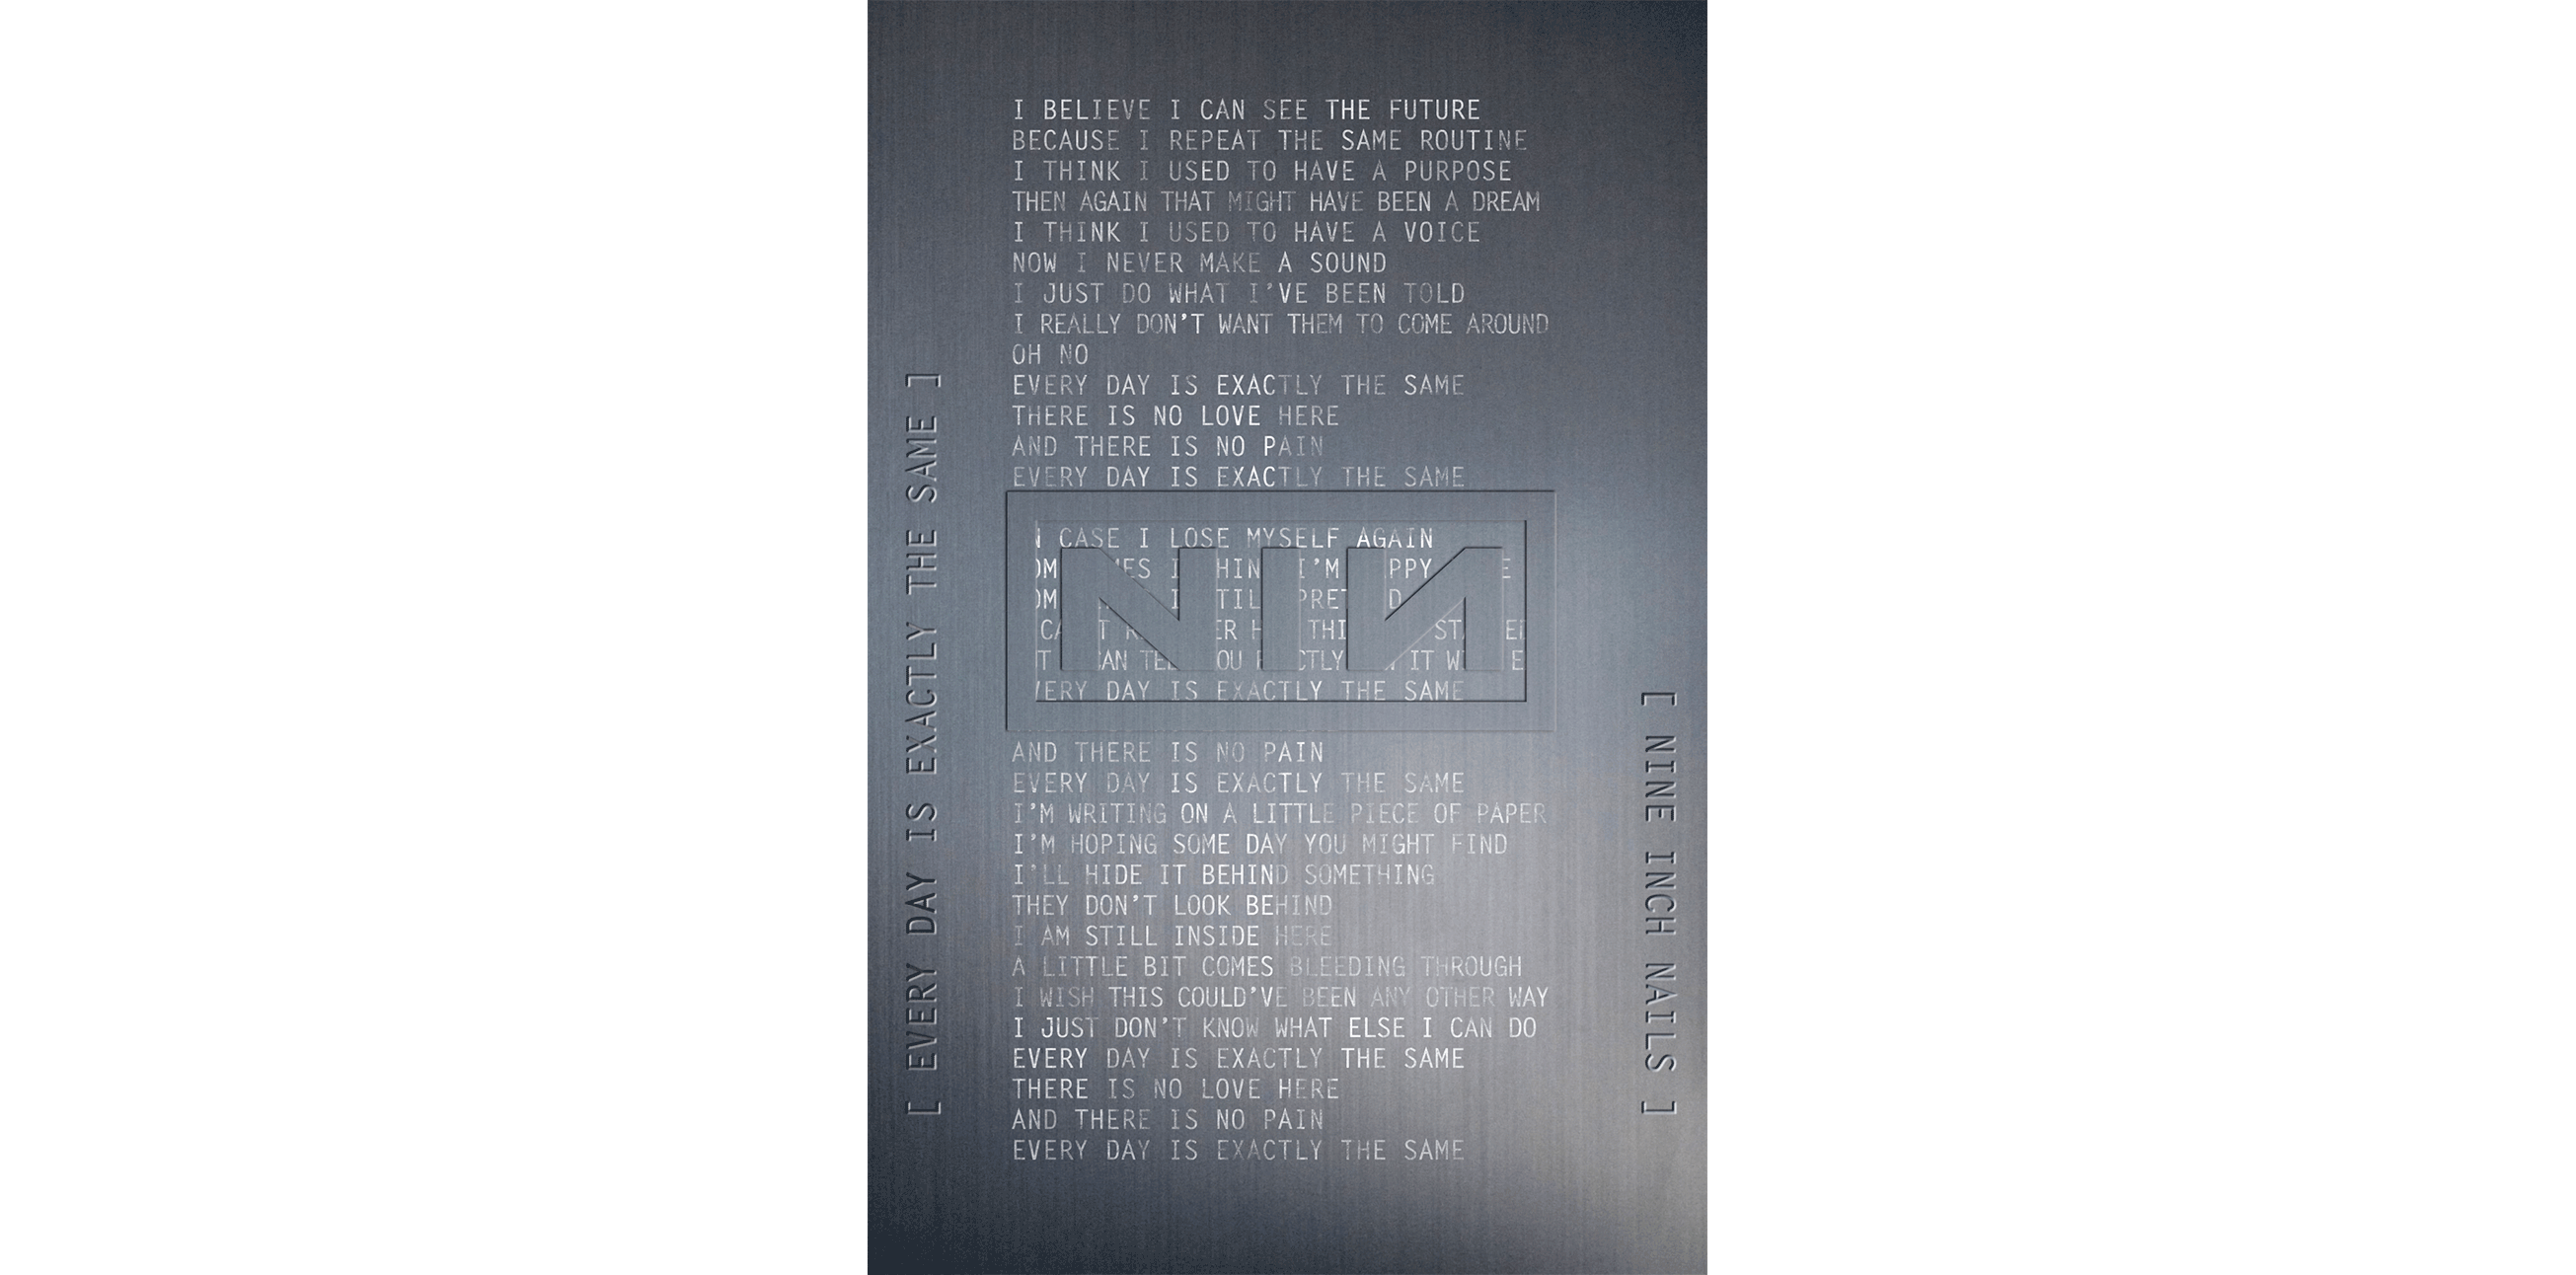 I BELIEVE I CAN SEE THE FUTURE
BECAUSE I REPEAT THE SAME ROUTINE
I THINK I USED TO HAVE A PURPOSE
THEN AGAIN THAT MIGHT HAVE BEEN A DREAM
I THINK I USED TO HAVE A VOICE
NOW I NEVER MAKE A SOUND
I JUST DO WHAT I'VE BEEN TOLD
I REALLY DON'T WANT THEM TO COME AROUND
OH NO
EVERY DAY IS EXACTLY THE SAME
THERE IS NO LOVE HERE
AND THERE IS NO PAIN
EVERY DAY IS EXACTLY THE SAME
CASE I LOSE MYSELF AGAIN
I I'M
I
IT
DAY IS EXACTLY THE SAME
NIN
AND THERE IS NO PAIN
EVERY DAY IS EXACTLY THE SAME
I'M WRITING ON A LITTLE PIECE OF PAPER
I'M HOPING SOME DAY YOU MIGHT FIND
I'LL HIDE IT BEHIND SOMETHING
THEY DON'T LOOK BEHIND
I AM STILL INSIDE HERE
A LITTLE BIT COMES BLEEDING THROUGH
I WISH THIS COULD'VE BEEN ANY OTHER WAY
I JUST DON'T KNOW WHAT ELSE I CAN DO
EVERY DAY IS EXACTLY THE SAME
THERE IS NO LOVE HERE
AND THERE IS NO PAIN
EVERY DAY IS EXACTLY THE SAME
[ EVERY DAY IS EXACTLY THE SAME ]
[ NINE INCH NAILS ]